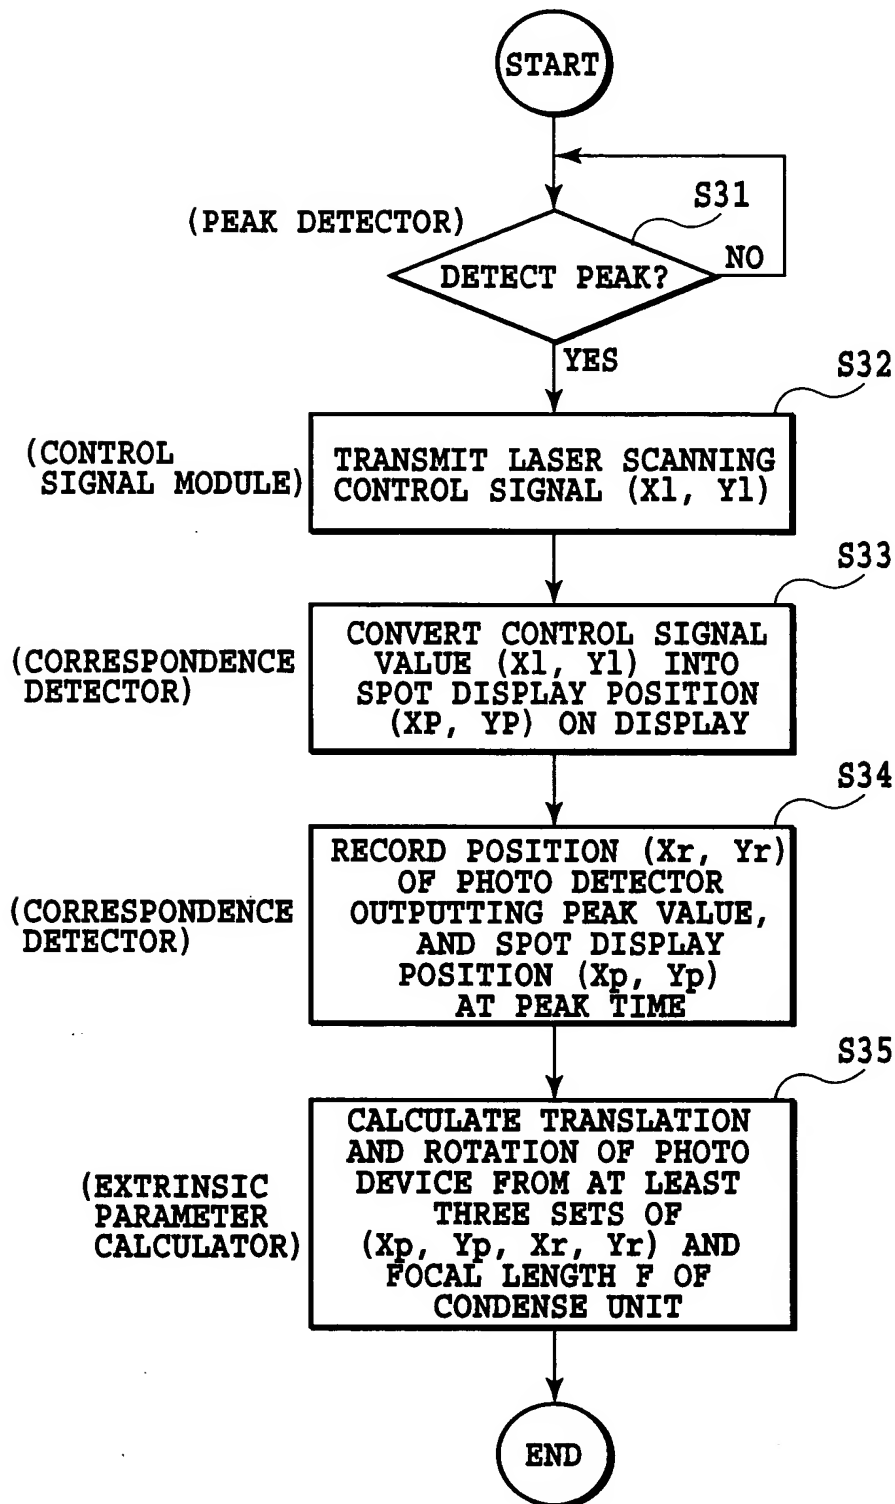 START
S31
(PEAK DETECTOR)
DETECT PEAK?
NO
YES
S32
(CONTROL
SIGNAL MODULE)
TRANSMIT LASER SCANNING
CONTROL SIGNAL (Xl, Yl)
S33
(CORRESPONDENCE
DETECTOR)
CONVERT CONTROL SIGNAL
VALUE (Xl, Yl) INTO
SPOT DISPLAY POSITION
(XP, YP) ON DISPLAY
S34
(CORRESPONDENCE
DETECTOR)
RECORD POSITION (Xr, Yr)
OF PHOTO DETECTOR
OUTPUTTING PEAK VALUE,
AND SPOT DISPLAY
POSITION (Xp, Yp)
AT PEAK TIME
S35
(EXTRINSIC
PARAMETER
CALCULATOR)
CALCULATE TRANSLATION
AND ROTATION OF PHOTO
DEVICE FROM AT LEAST
THREE SETS OF
(Xp, Yp, Xr, Yr) AND
FOCAL LENGTH F OF
CONDENSE UNIT
END